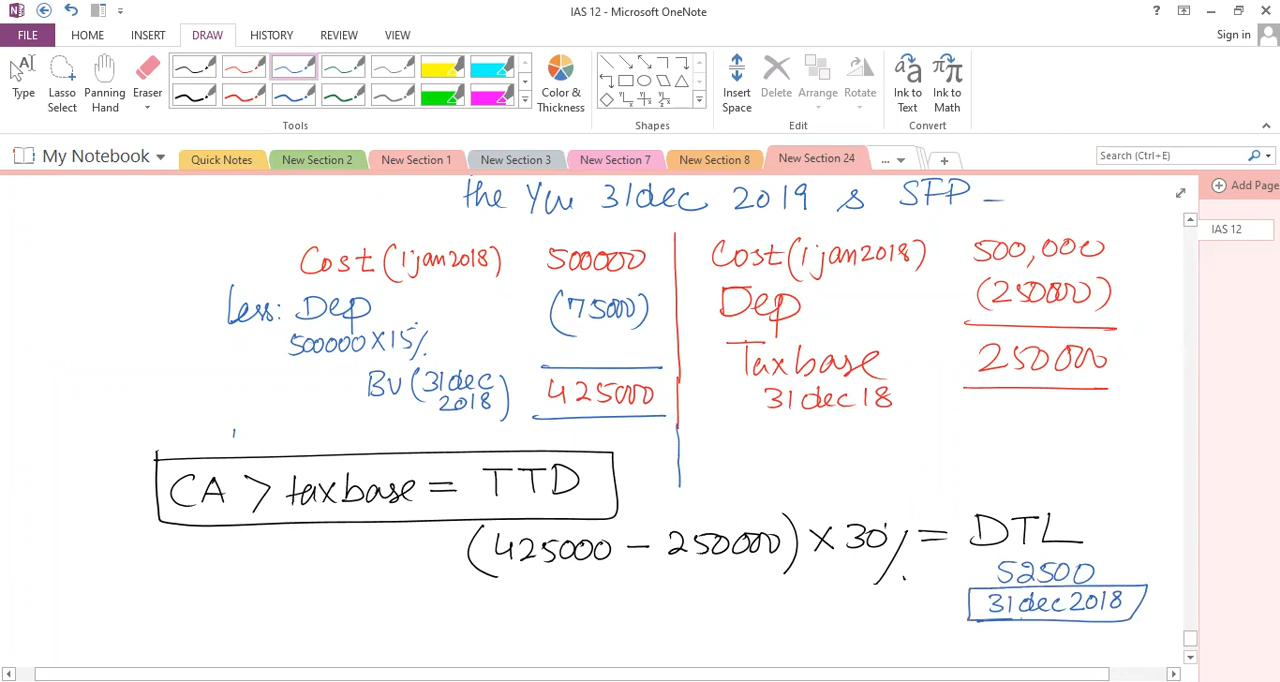 IAS 12 - Microsoft OneNote
?
FILE HOME INSERT DRAW HISTORY REVIEW VIEW
Sign in
Type
Lasso Select
Panning Hand
Eraser
Color & Thickness
Insert Space
Delete
Arrange
Rotate
Ink to Text
Ink to Math
Tools Shapes Edit Convert
My Notebook Quick Notes New Section 2 New Section 1 New Section 3 New Section 7 New Section 8 New Section 24 ... +
Search (Ctrl+E)
Add Page
IAS 12
the Year 31dec 2019 & SFP -
Cost (1jan2018) 500000
Less: Dep (75000)
500000 X 15%
BV (31dec 2018) 425000
Cost (1jan2018) 500,000
Dep (250000)
Taxbase 250000
31dec18
CA > taxbase = TTD
(425000 - 250000) X 30% = DTL
52500
31dec2018